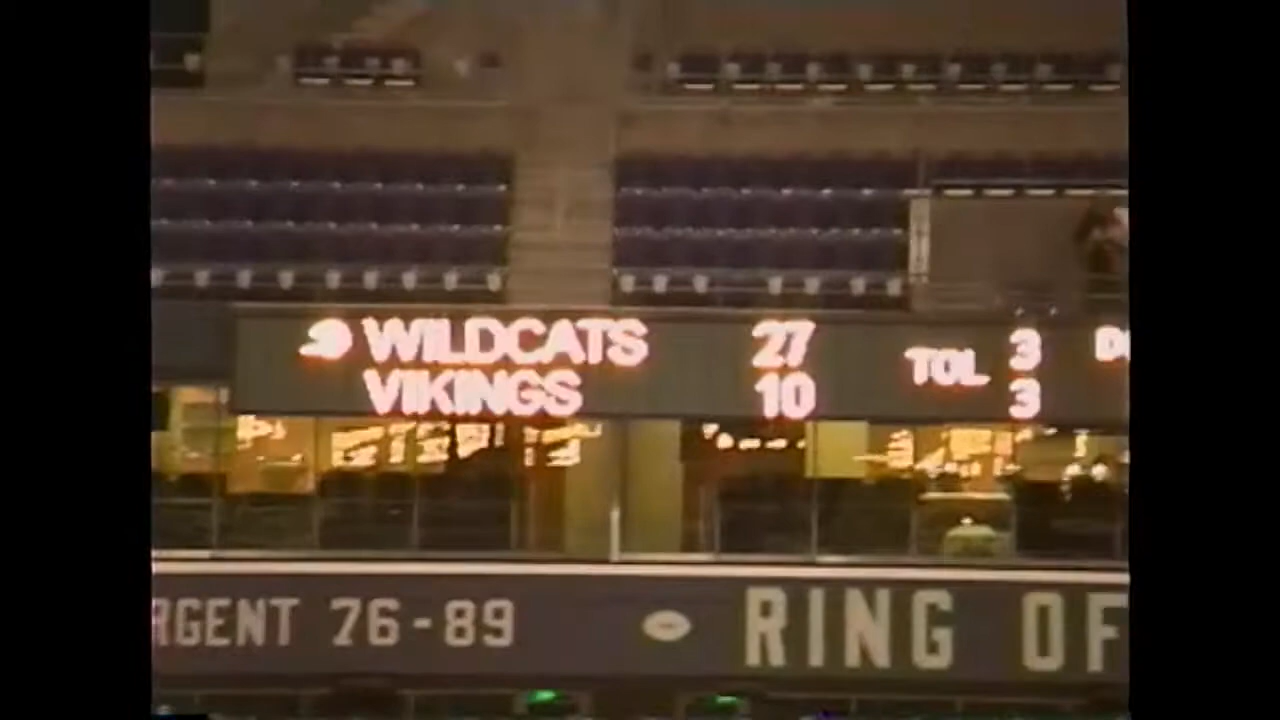 WILDCATS 27
VIKINGS 10
TOL 3
3
RGENT 76-89
RING OF